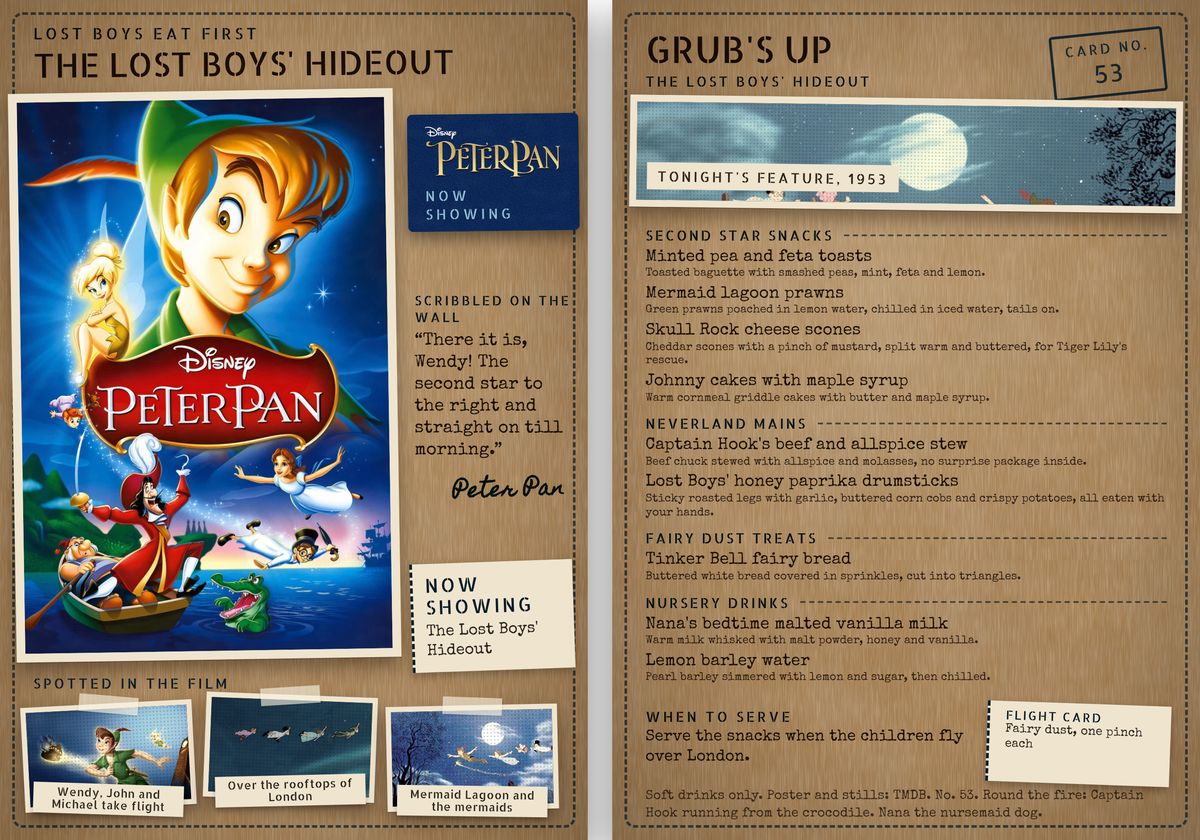 LOST BOYS EAT FIRST
THE LOST BOYS' HIDEOUT
Disney
PETER PAN
Disney
PETER PAN
NOW
SHOWING
SCRIBBLED ON THE
WALL
“There it is,
Wendy! The
second star to
the right and
straight on till
morning.”
Peter Pan
NOW
SHOWING
The Lost Boys'
Hideout
SPOTTED IN THE FILM
Wendy, John and
Michael take flight
Over the rooftops of
London
Mermaid Lagoon and
the mermaids
GRUB'S UP
THE LOST BOYS' HIDEOUT
CARD NO.
53
TONIGHT'S FEATURE, 1953
SECOND STAR SNACKS
Minted pea and feta toasts
Toasted baguette with smashed peas, mint, feta and lemon.
Mermaid lagoon prawns
Green prawns poached in lemon water, chilled in iced water, tails on.
Skull Rock cheese scones
Cheddar scones with a pinch of mustard, split warm and buttered, for Tiger Lily's
rescue.
Johnny cakes with maple syrup
Warm cornmeal griddle cakes with butter and maple syrup.
NEVERLAND MAINS
Captain Hook's beef and allspice stew
Beef chuck stewed with allspice and molasses, no surprise package inside.
Lost Boys' honey paprika drumsticks
Sticky roasted legs with garlic, buttered corn cobs and crispy potatoes, all eaten with
your hands.
FAIRY DUST TREATS
Tinker Bell fairy bread
Buttered white bread covered in sprinkles, cut into triangles.
NURSERY DRINKS
Nana's bedtime malted vanilla milk
Warm milk whisked with malt powder, honey and vanilla.
Lemon barley water
Pearl barley simmered with lemon and sugar, then chilled.
WHEN TO SERVE
Serve the snacks when the children fly
over London.
FLIGHT CARD
Fairy dust, one pinch
each
Soft drinks only. Poster and stills: TMDB. No. 53. Round the fire: Captain
Hook running from the crocodile. Nana the nursemaid dog.